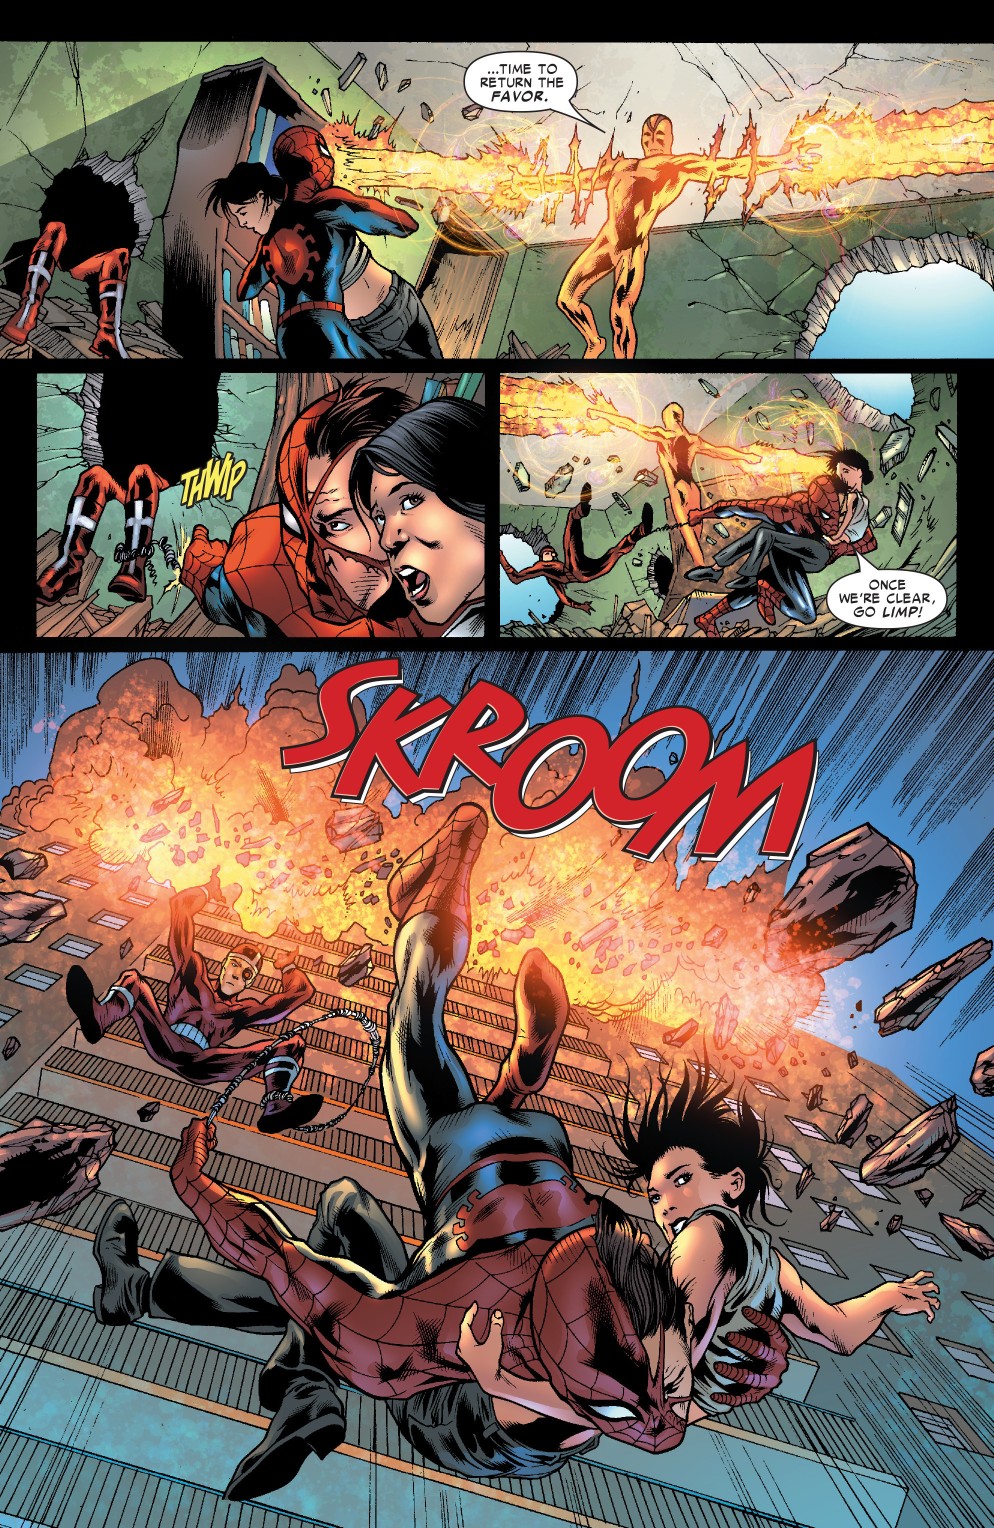 ...TIME TO
RETURN THE
FAVOR.
THWIP
ONCE
WE'RE CLEAR,
GO LIMP!
SKROOM